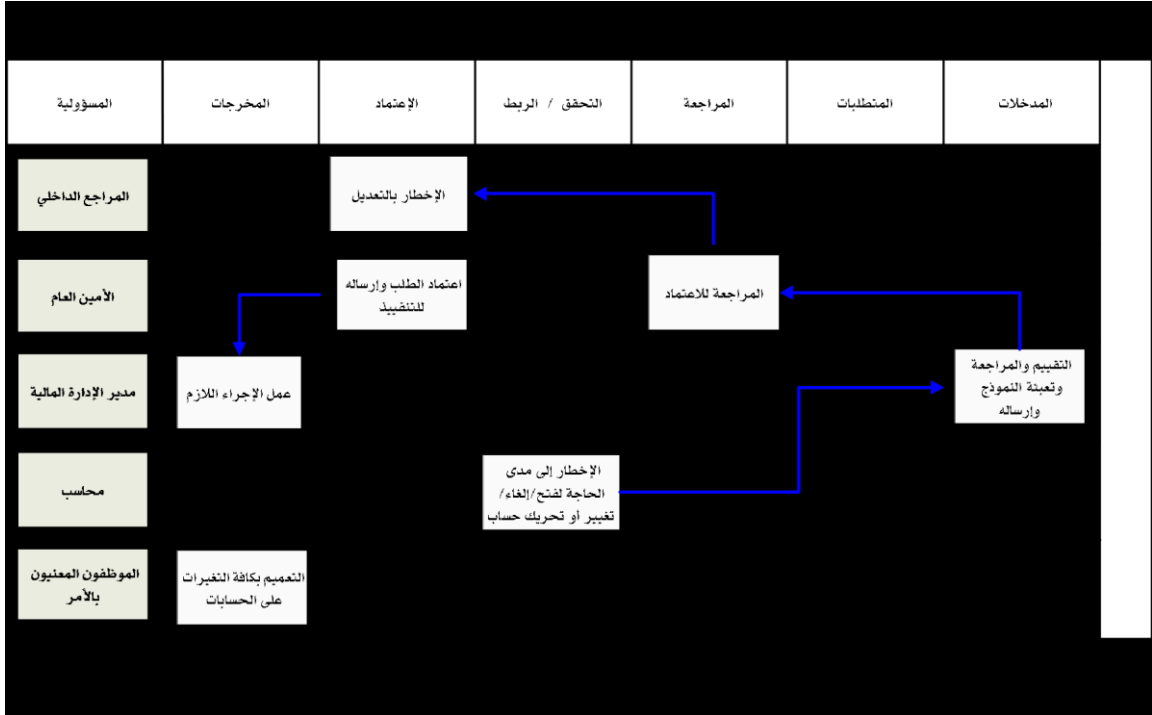 المدخلات
المتطلبات
المراجعة
التحقق / الربط
الإعتماد
المخرجات
المسؤولية
الإخطار بالتعديل
المراجع الداخلي
المراجعة للاعتماد
اعتماد الطلب وإرساله
للتنفييذ
الأمين العام
التقييم والمراجعة
وتعبئة النموذج
وإرساله
عمل الإجراء اللازم
مدير الإدارة المالية
الإخطار إلى مدى
الحاجة لفتح/إلغاء/
تغيير أو تحريك حساب
محاسب
التعميم بكافة التغيرات
على الحسابات
الموظفون المعنيون
بالأمر